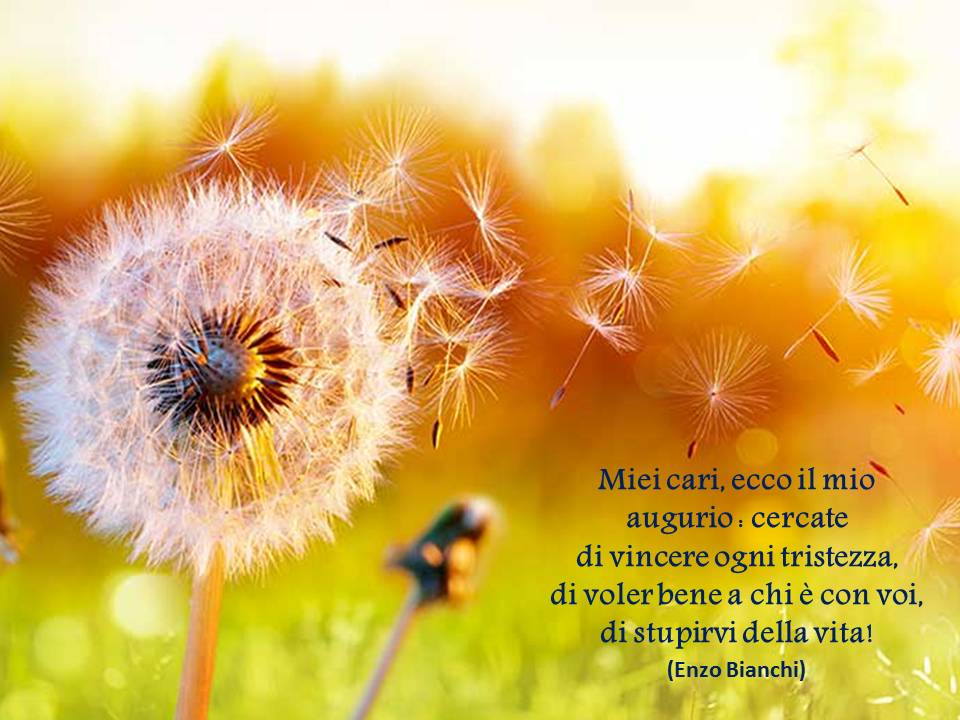 Miei cari, ecco il mio
augurio : cercate
di vincere ogni tristezza,
di voler bene a chi è con voi,
di stupirvi della vita!
(Enzo Bianchi)